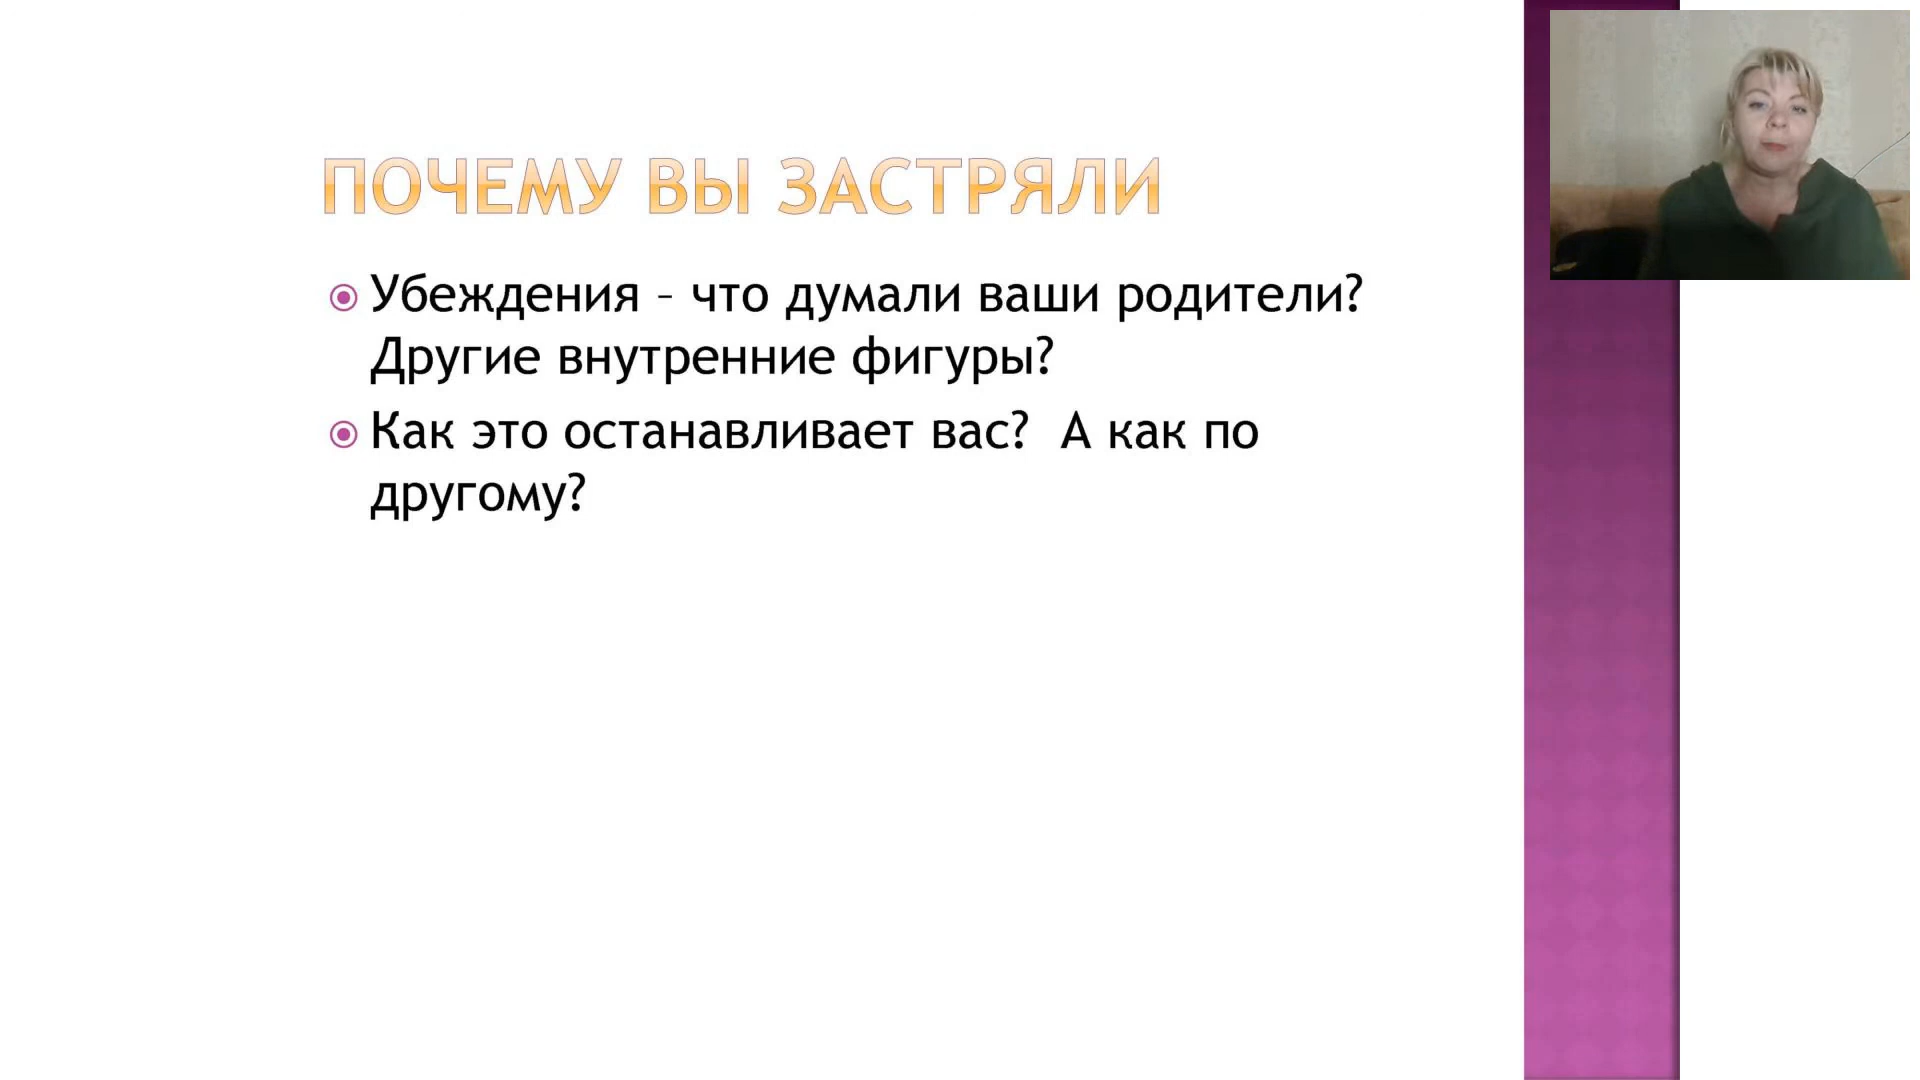 ПОЧЕМУ ВЫ ЗАСТРЯЛИ
Убеждения – что думали ваши родители?
Другие внутренние фигуры?
Как это останавливает вас?  А как по
другому?